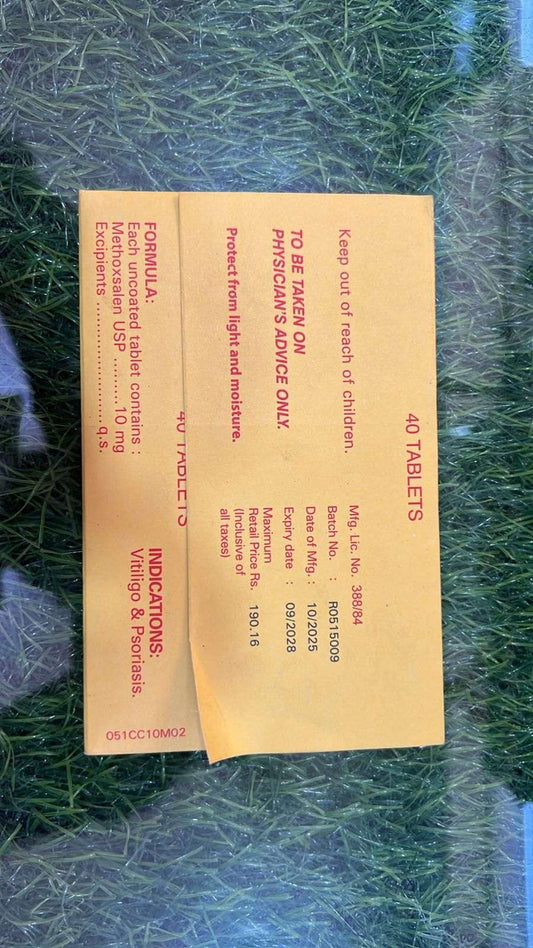 40 TABLETS
Keep out of reach of children.
TO BE TAKEN ON
PHYSICIAN'S ADVICE ONLY.
Protect from light and moisture.
Mfg. Lic. No. 388/84
Batch No. : R0515009
Date of Mfg. : 10/2025
Expiry date : 09/2028
Maximum
Retail Price Rs. 190.16
(Inclusive of
all taxes)
40 TABLETS
FORMULA:
Each uncoated tablet contains :
Methoxsalen USP ......... 10 mg
Excipients ..................... q.s.
INDICATIONS:
Vitiligo & Psoriasis.
051CC10M02